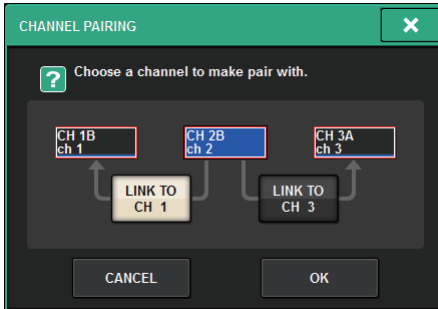 CHANNEL PAIRING
Choose a channel to make pair with.
CH 1B
ch 1
CH 2B
ch 2
CH 3A
ch 3
LINK TO
CH 1
LINK TO
CH 3
CANCEL
OK